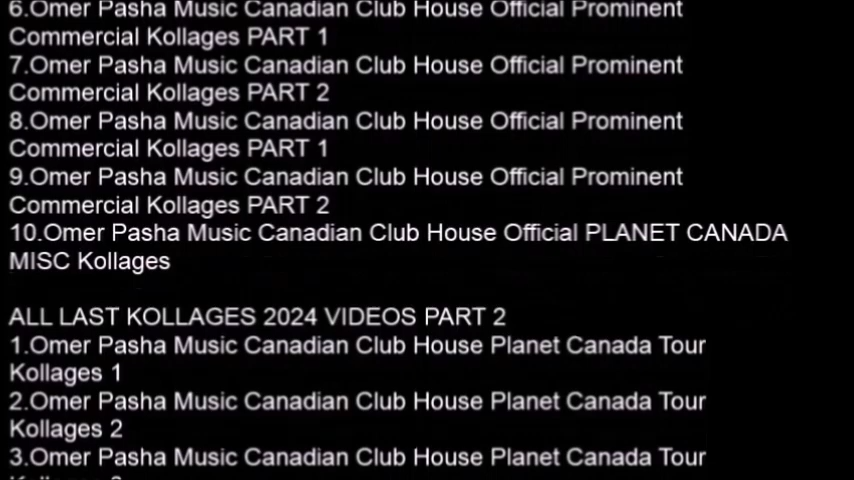 6.Omer Pasha Music Canadian Club House Official Prominent
Commercial Kollages PART 1
7.Omer Pasha Music Canadian Club House Official Prominent
Commercial Kollages PART 2
8.Omer Pasha Music Canadian Club House Official Prominent
Commercial Kollages PART 1
9.Omer Pasha Music Canadian Club House Official Prominent
Commercial Kollages PART 2
10.Omer Pasha Music Canadian Club House Official PLANET CANADA
MISC Kollages
ALL LAST KOLLAGES 2024 VIDEOS PART 2
1.Omer Pasha Music Canadian Club House Planet Canada Tour
Kollages 1
2.Omer Pasha Music Canadian Club House Planet Canada Tour
Kollages 2
3.Omer Pasha Music Canadian Club House Planet Canada Tour